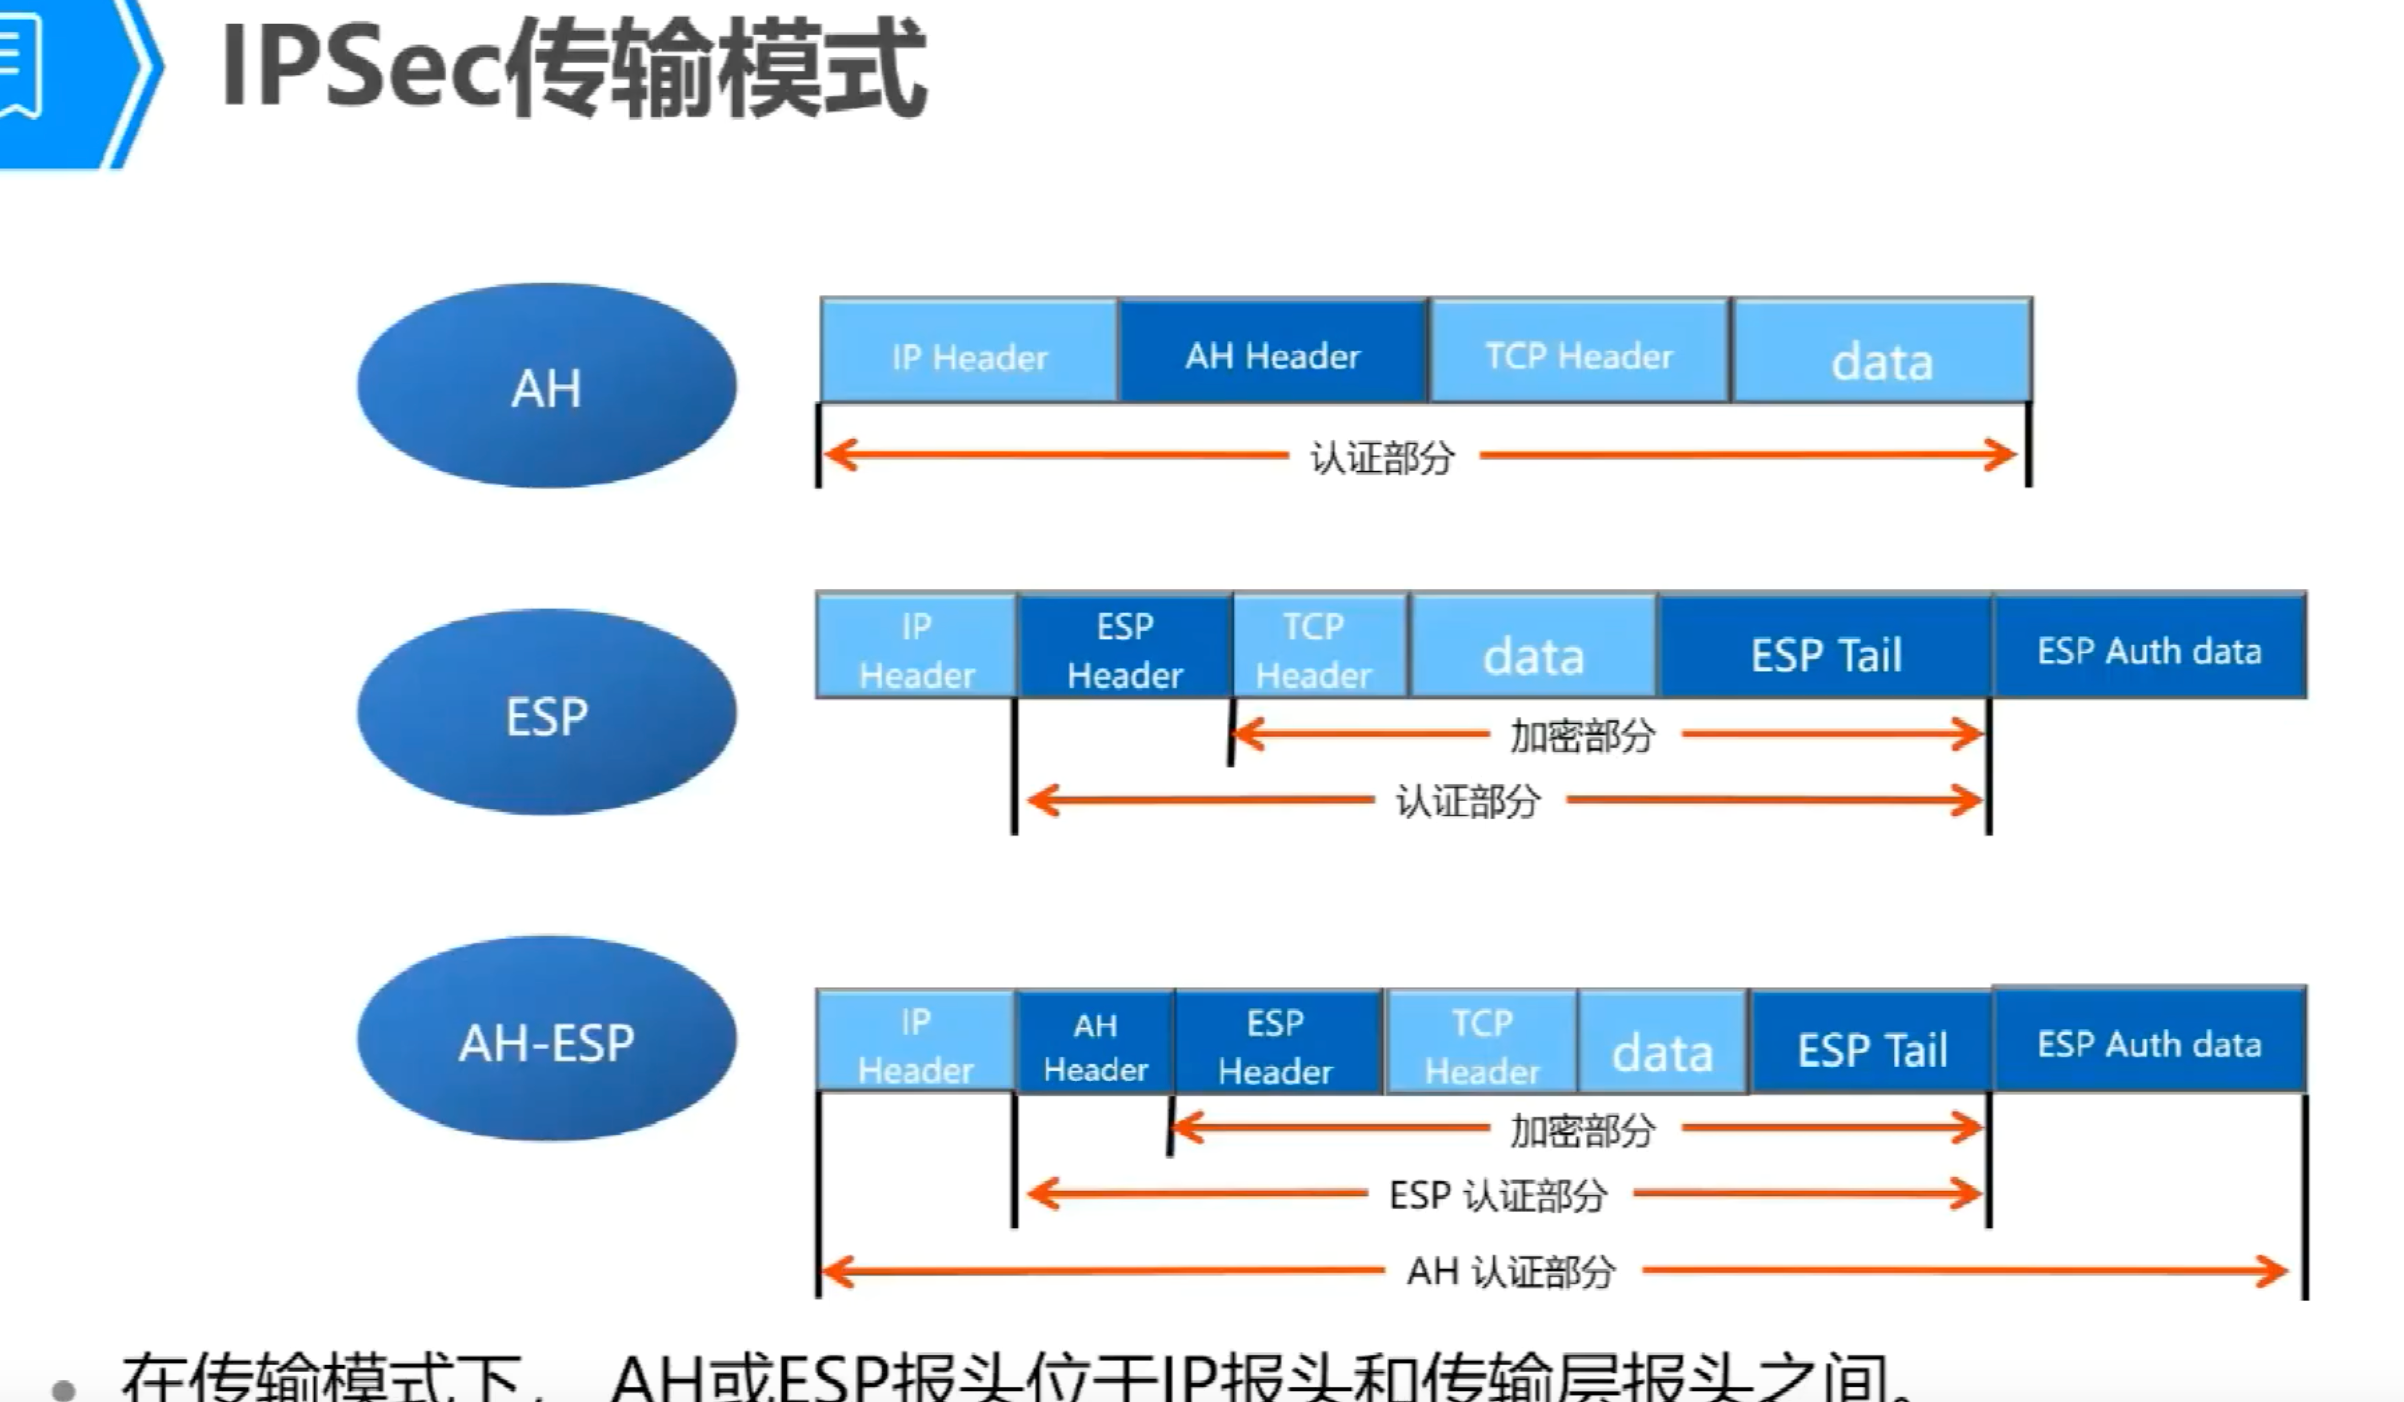 IPSec传输模式
AH
IP Header
AH Header
TCP Header
data
认证部分
ESP
IP
Header
ESP
Header
TCP
Header
data
ESP Tail
ESP Auth data
加密部分
认证部分
AH-ESP
IP
Header
AH
Header
ESP
Header
TCP
Header
data
ESP Tail
ESP Auth data
加密部分
ESP 认证部分
AH 认证部分
在传输模式下， AH或ESP报头位于IP报头和传输层报头之间。